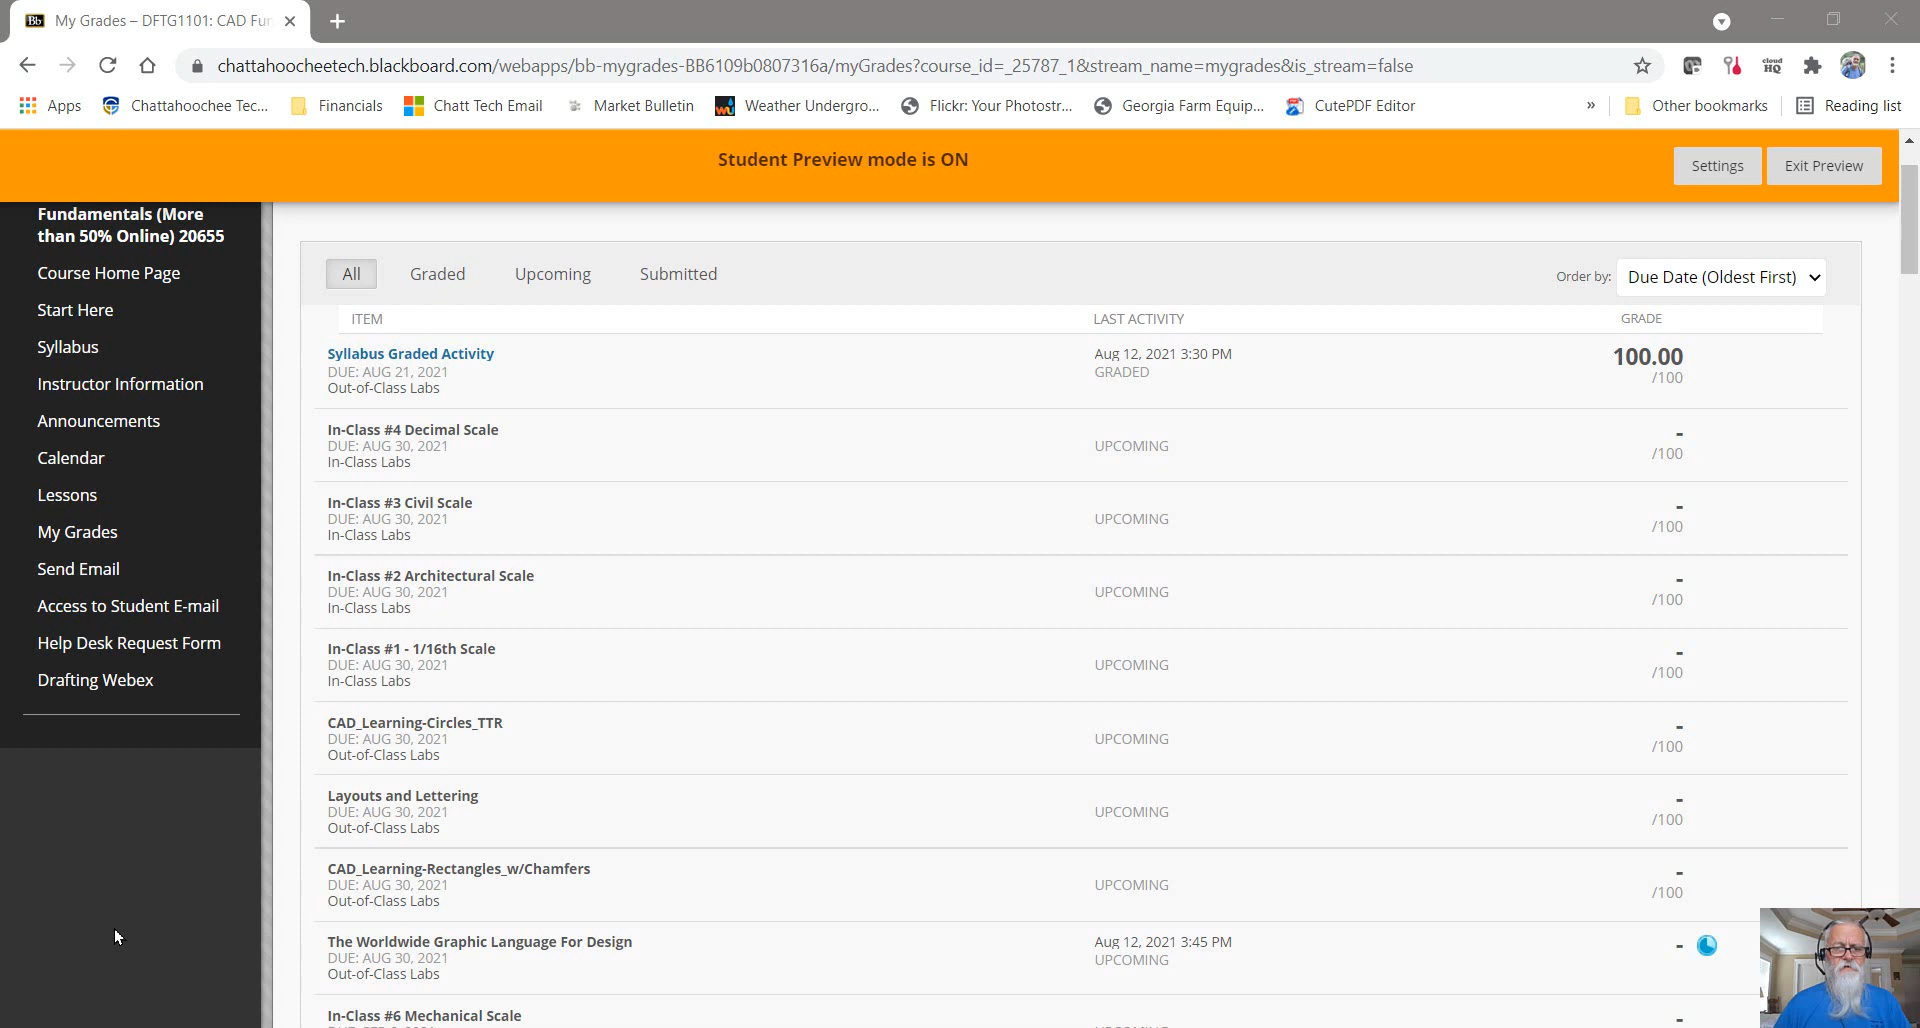 Bb My Grades – DFTG1101: CAD Fun
chattahoocheetech.blackboard.com/webapps/bb-mygrades-BB6109b0807316a/myGrades?course_id=_25787_1&stream_name=mygrades&is_stream=false
cloud
HQ
Apps Chattahoochee Tec... Financials Chatt Tech Email Market Bulletin Weather Undergro... Flickr: Your Photostr... Georgia Farm Equip... CutePDF Editor » Other bookmarks Reading list
Student Preview mode is ON
Settings Exit Preview
Fundamentals (More
than 50% Online) 20655
Course Home Page
Start Here
Syllabus
Instructor Information
Announcements
Calendar
Lessons
My Grades
Send Email
Access to Student E-mail
Help Desk Request Form
Drafting Webex
All Graded Upcoming Submitted
Order by: Due Date (Oldest First)
ITEM LAST ACTIVITY GRADE
Syllabus Graded Activity Aug 12, 2021 3:30 PM 100.00
DUE: AUG 21, 2021 GRADED /100
Out-of-Class Labs
In-Class #4 Decimal Scale -
DUE: AUG 30, 2021 UPCOMING /100
In-Class Labs
In-Class #3 Civil Scale -
DUE: AUG 30, 2021 UPCOMING /100
In-Class Labs
In-Class #2 Architectural Scale -
DUE: AUG 30, 2021 UPCOMING /100
In-Class Labs
In-Class #1 - 1/16th Scale -
DUE: AUG 30, 2021 UPCOMING /100
In-Class Labs
CAD_Learning-Circles_TTR -
DUE: AUG 30, 2021 UPCOMING /100
Out-of-Class Labs
Layouts and Lettering -
DUE: AUG 30, 2021 UPCOMING /100
Out-of-Class Labs
CAD_Learning-Rectangles_w/Chamfers -
DUE: AUG 30, 2021 UPCOMING /100
Out-of-Class Labs
The Worldwide Graphic Language For Design Aug 12, 2021 3:45 PM -
DUE: AUG 30, 2021 UPCOMING
Out-of-Class Labs
In-Class #6 Mechanical Scale -